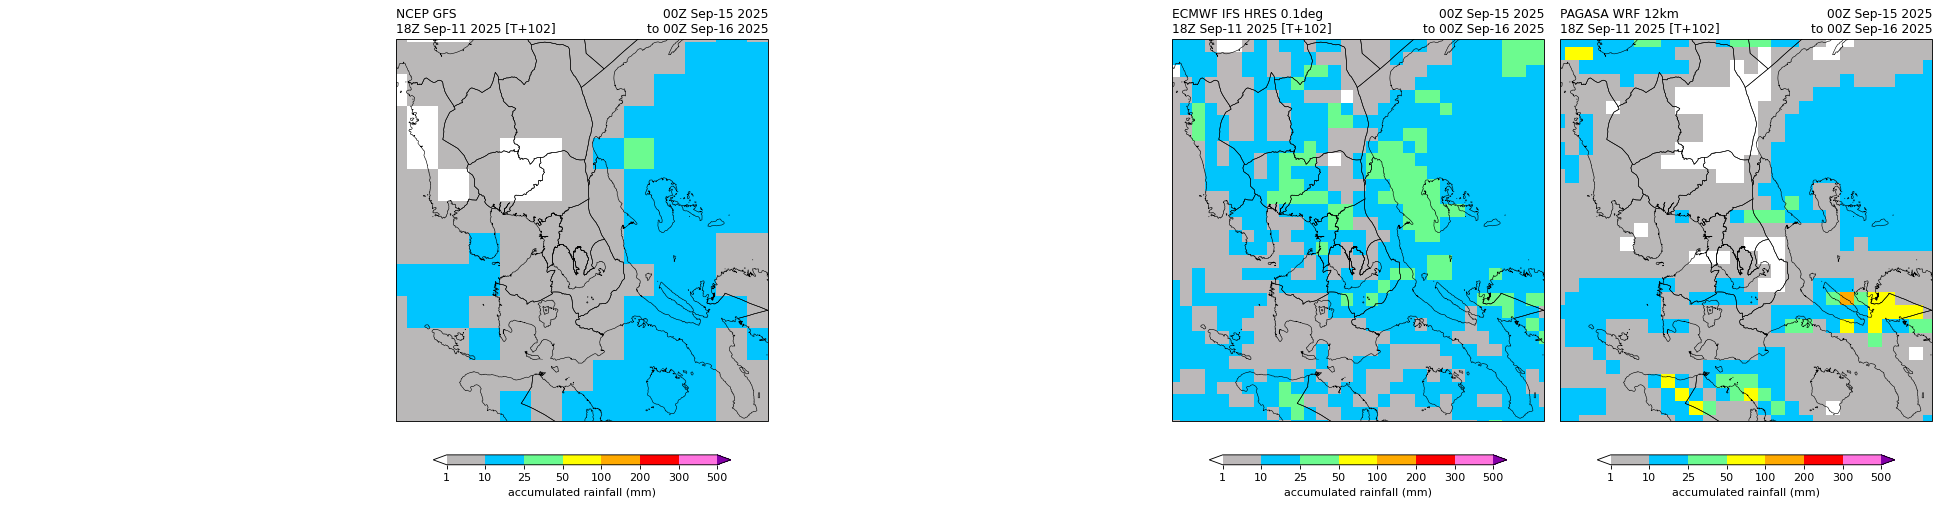 NCEP GFS 00Z Sep-15 2025
18Z Sep-11 2025 [T+102] to 00Z Sep-16 2025
1 10 25 50 100 200 300 500
accumulated rainfall (mm)
ECMWF IFS HRES 0.1deg 00Z Sep-15 2025
18Z Sep-11 2025 [T+102] to 00Z Sep-16 2025
1 10 25 50 100 200 300 500
accumulated rainfall (mm)
PAGASA WRF 12km 00Z Sep-15 2025
18Z Sep-11 2025 [T+102] to 00Z Sep-16 2025
1 10 25 50 100 200 300 500
accumulated rainfall (mm)